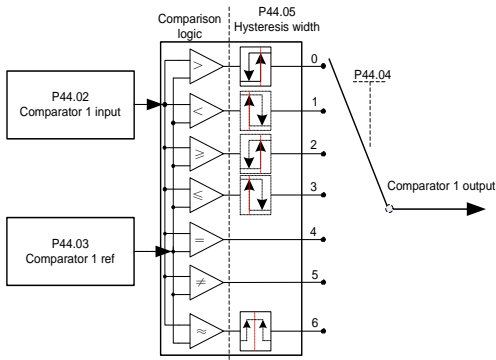 Comparison
logic
P44.05
Hysteresis width
P44.02
Comparator 1 input
P44.03
Comparator 1 ref
>
<
⩾
⩽
=
≠
≈
0
1
2
3
4
5
6
P44.04
Comparator 1 output